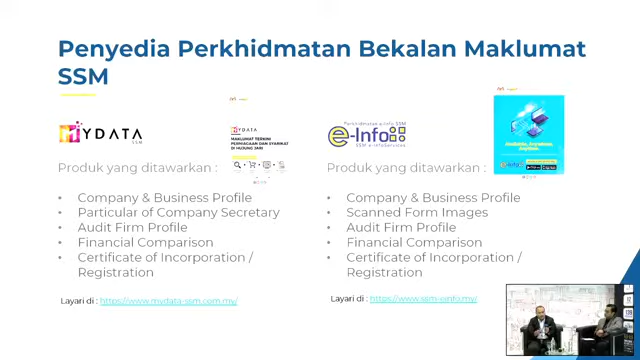 Penyedia Perkhidmatan Bekalan Maklumat
SSM
MYDATA
SSM
MYDATA
MAKLUMAT TERKINI
PERNIAGAAN DAN SYARIKAT
DI HUJUNG JARI
Perkhidmatan e-Info SSM
e-Info
SSM e-Info Services
Produk yang ditawarkan :
• Company & Business Profile
• Particular of Company Secretary
• Audit Firm Profile
• Financial Comparison
• Certificate of Incorporation /
Registration
Layari di : https://www.mydata-ssm.com.my/
Produk yang ditawarkan :
• Company & Business Profile
• Scanned Form Images
• Audit Firm Profile
• Financial Comparison
• Certificate of Incorporation /
Registration
Layari di : https://www.ssm-einfo.my/